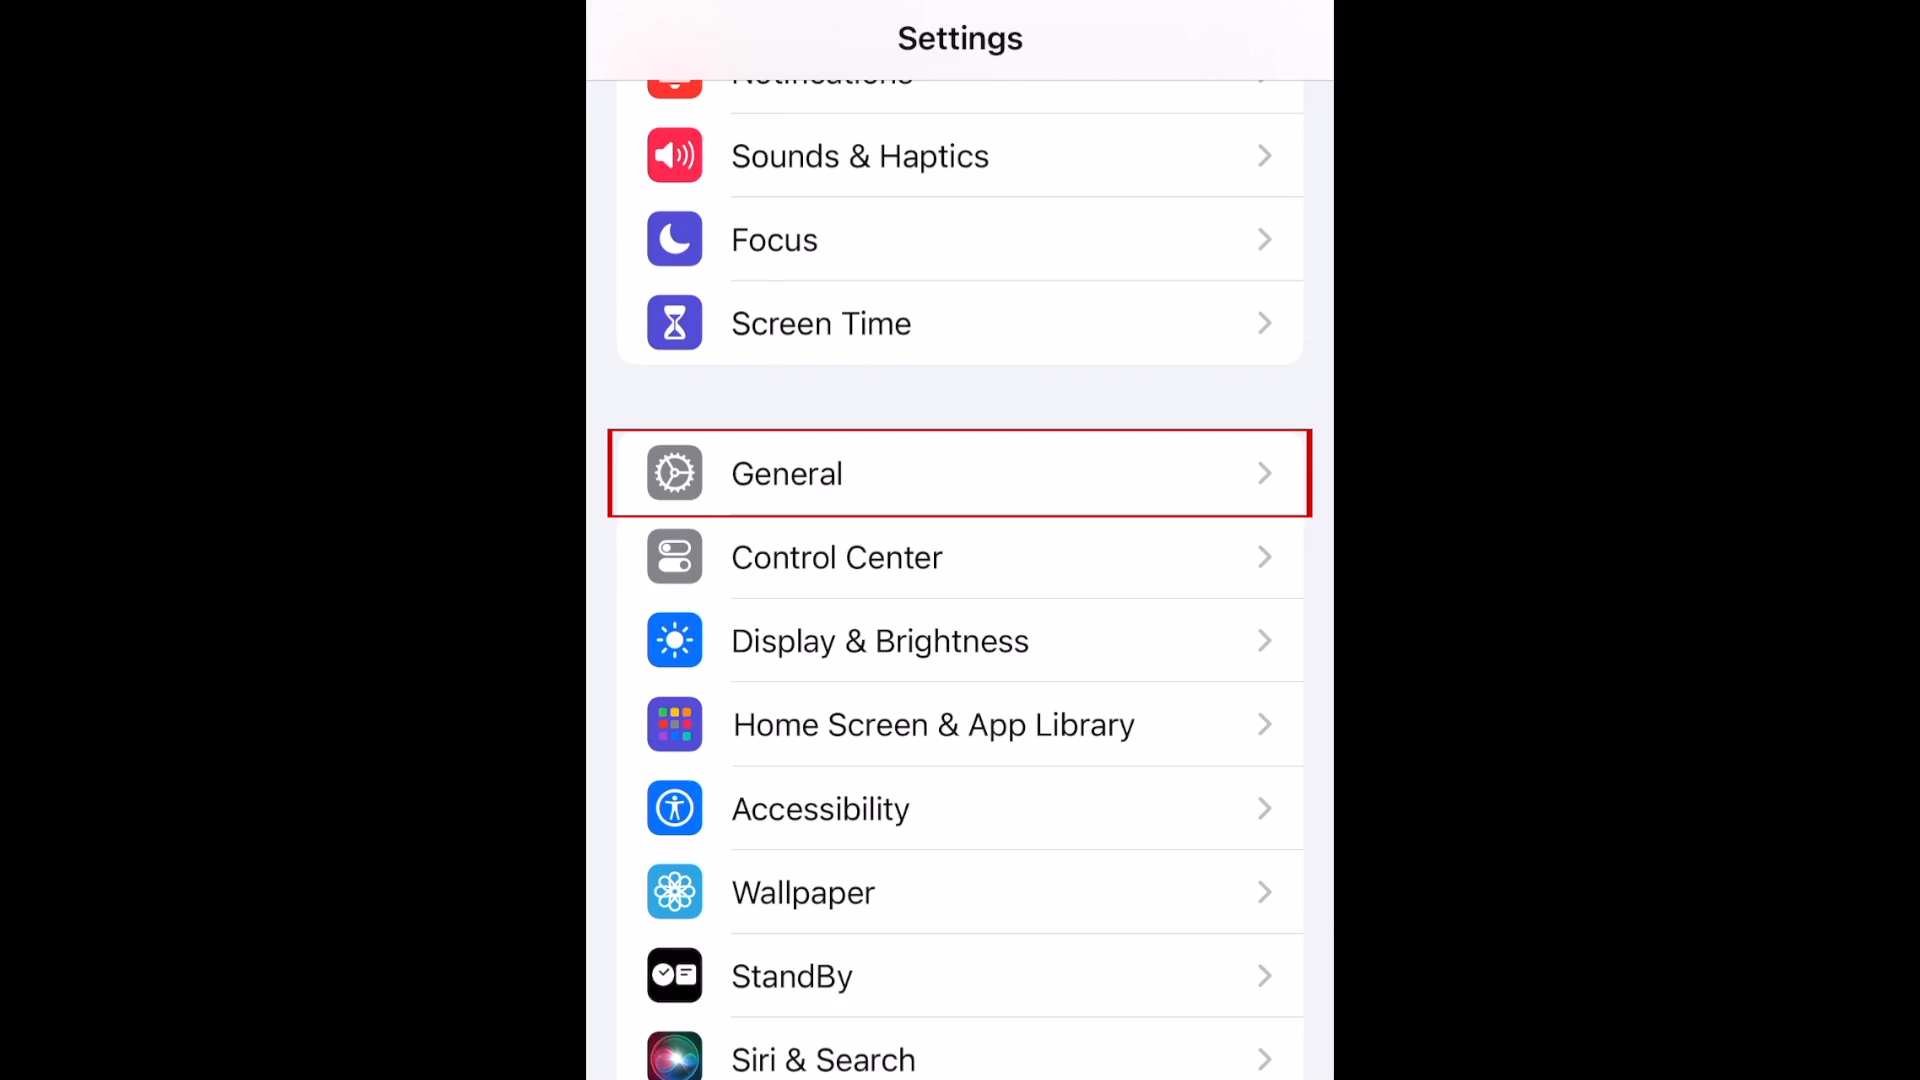 Settings
Notifications
Sounds & Haptics
Focus
Screen Time
General
Control Center
Display & Brightness
Home Screen & App Library
Accessibility
Wallpaper
StandBy
Siri & Search